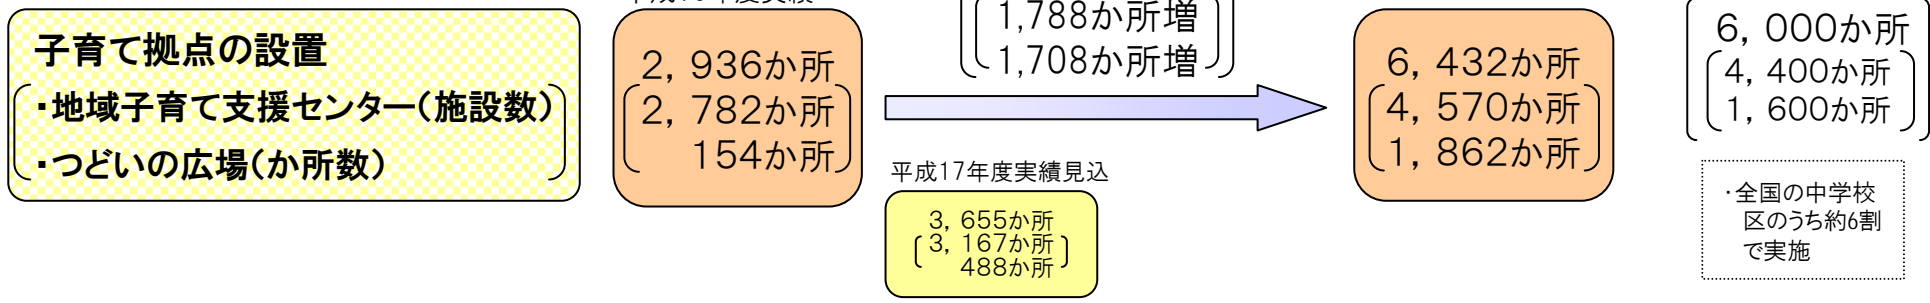 子育て拠点の設置
・地域子育て支援センター(施設数)
・つどいの広場(か所数)
2,936か所
2,782か所
154か所
1,788か所増
1,708か所増
平成17年度実績見込
3,655か所
3,167か所
488か所
6,432か所
4,570か所
1,862か所
6,000か所
4,400か所
1,600か所
・全国の中学校
区のうち約6割
で実施